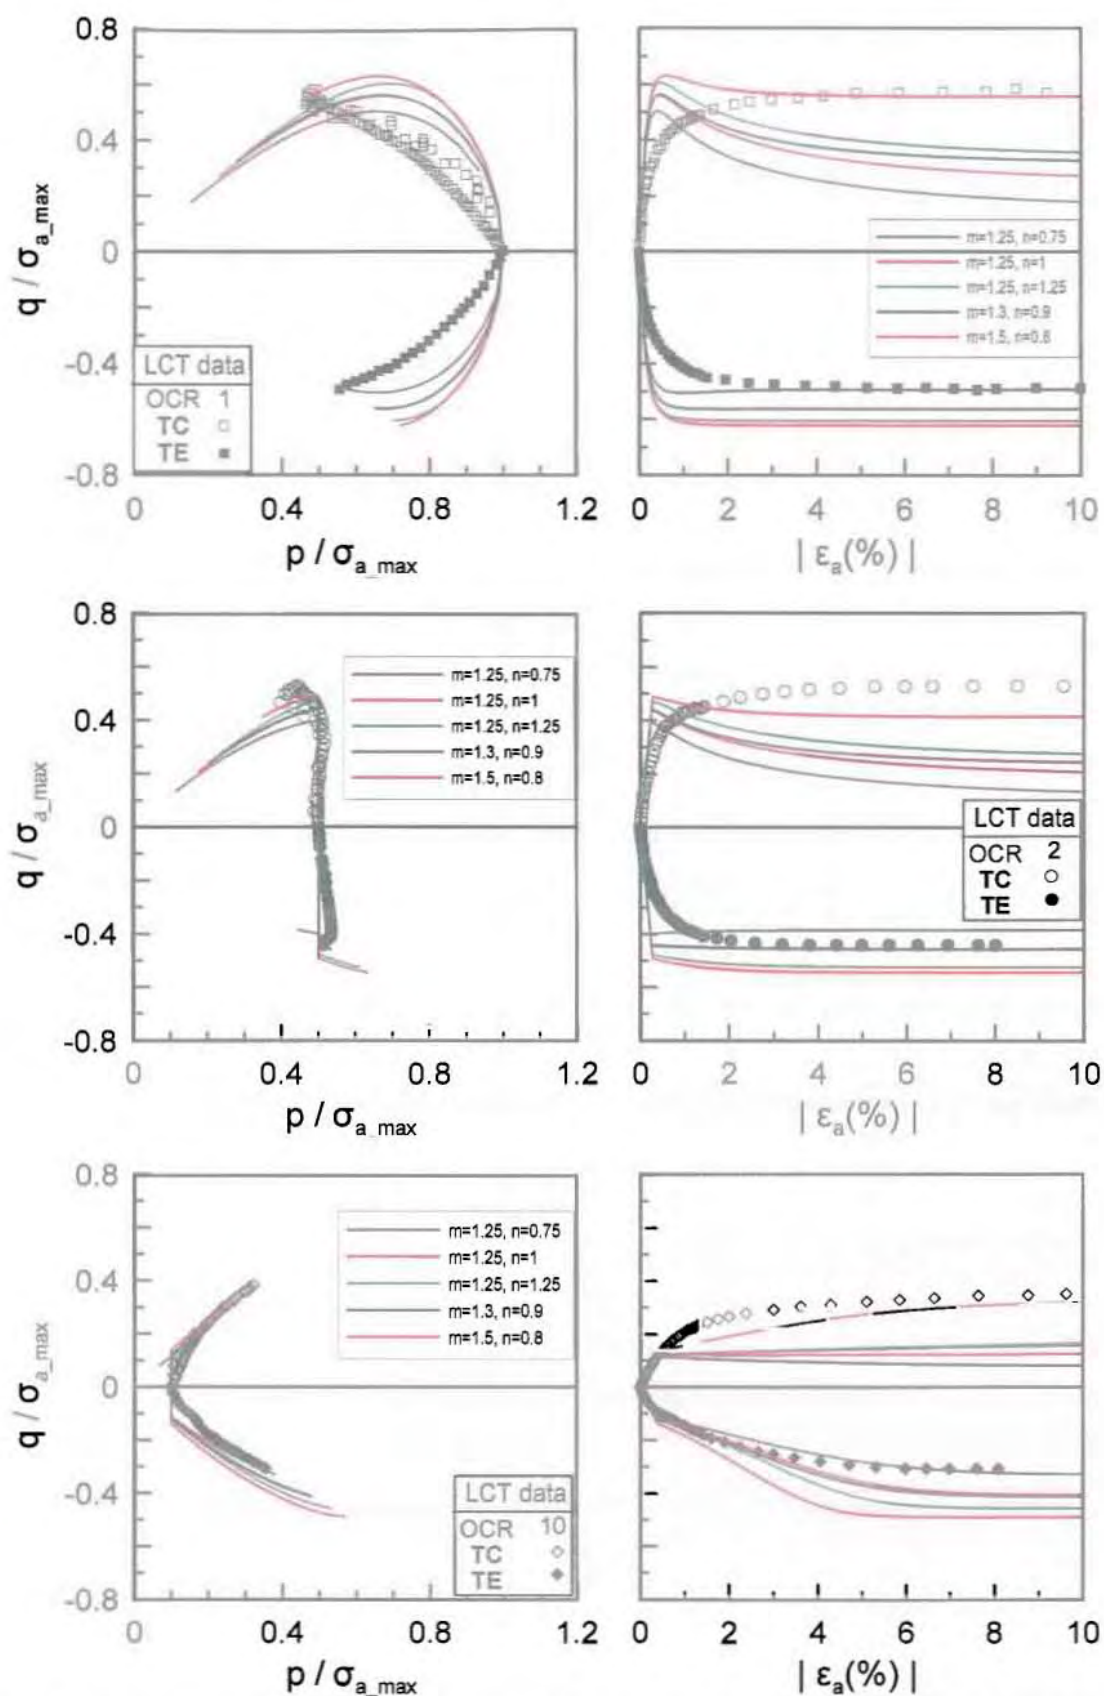 0.8
0.4
0
-0.4
-0.8
q / σa_max
LCT data
OCR 1
TC □
TE ■
0 0.4 0.8 1.2
p / σa_max
m=1.25, n=0.75
m=1.25, n=1
m=1.25, n=1.25
m=1.3, n=0.9
m=1.5, n=0.8
0 2 4 6 8 10
| εa(%) |
0.8
0.4
0
-0.4
-0.8
q / σa_max
m=1.25, n=0.75
m=1.25, n=1
m=1.25, n=1.25
m=1.3, n=0.9
m=1.5, n=0.8
0 0.4 0.8 1.2
p / σa_max
LCT data
OCR 2
TC ○
TE ●
0 2 4 6 8 10
| εa(%) |
0.8
0.4
0
-0.4
-0.8
q / σa_max
m=1.25, n=0.75
m=1.25, n=1
m=1.25, n=1.25
m=1.3, n=0.9
m=1.5, n=0.8
LCT data
OCR 10
TC ◇
TE ◆
0 0.4 0.8 1.2
p / σa_max
0 2 4 6 8 10
| εa(%) |